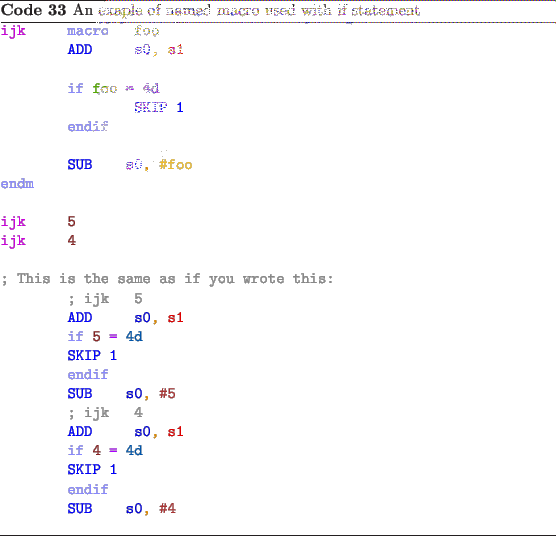 Code 33 An exaple of named macro used with if statement
ijk macro foo
ADD s0, s1
if foo = 4d
SKIP 1
endif
SUB s0, #foo
endm
ijk 5
ijk 4
; This is the same as if you wrote this:
; ijk 5
ADD s0, s1
if 5 = 4d
SKIP 1
endif
SUB s0, #5
; ijk 4
ADD s0, s1
if 4 = 4d
SKIP 1
endif
SUB s0, #4